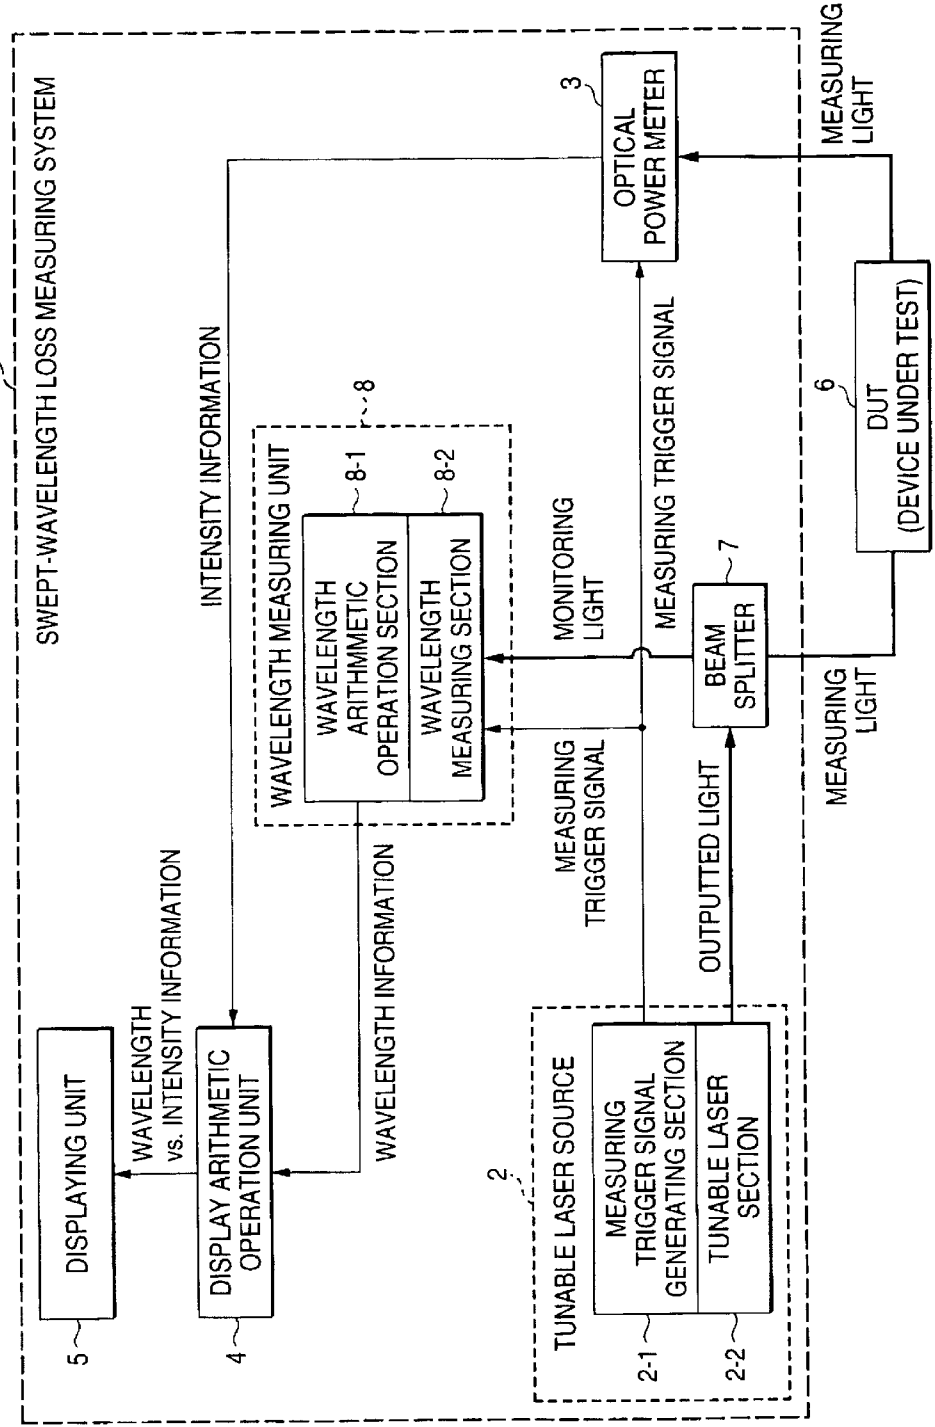 SWEPT-WAVELENGTH LOSS MEASURING SYSTEM
5
DISPLAYING UNIT
WAVELENGTH
vs. INTENSITY INFORMATION
4
DISPLAY ARITHMETIC
OPERATION UNIT
INTENSITY INFORMATION
WAVELENGTH INFORMATION
WAVELENGTH MEASURING UNIT
8
WAVELENGTH
ARITHMMETIC
OPERATION SECTION
8-1
WAVELENGTH
MEASURING SECTION
8-2
2
TUNABLE LASER SOURCE
2-1
MEASURING
TRIGGER SIGNAL
GENERATING SECTION
2-2
TUNABLE LASER
SECTION
MEASURING
TRIGGER SIGNAL
MONITORING
LIGHT
MEASURING TRIGGER SIGNAL
3
OPTICAL
POWER METER
OUTPUTTED LIGHT
BEAM
SPLITTER
7
MEASURING
LIGHT
6
DUT
(DEVICE UNDER TEST)
MEASURING
LIGHT